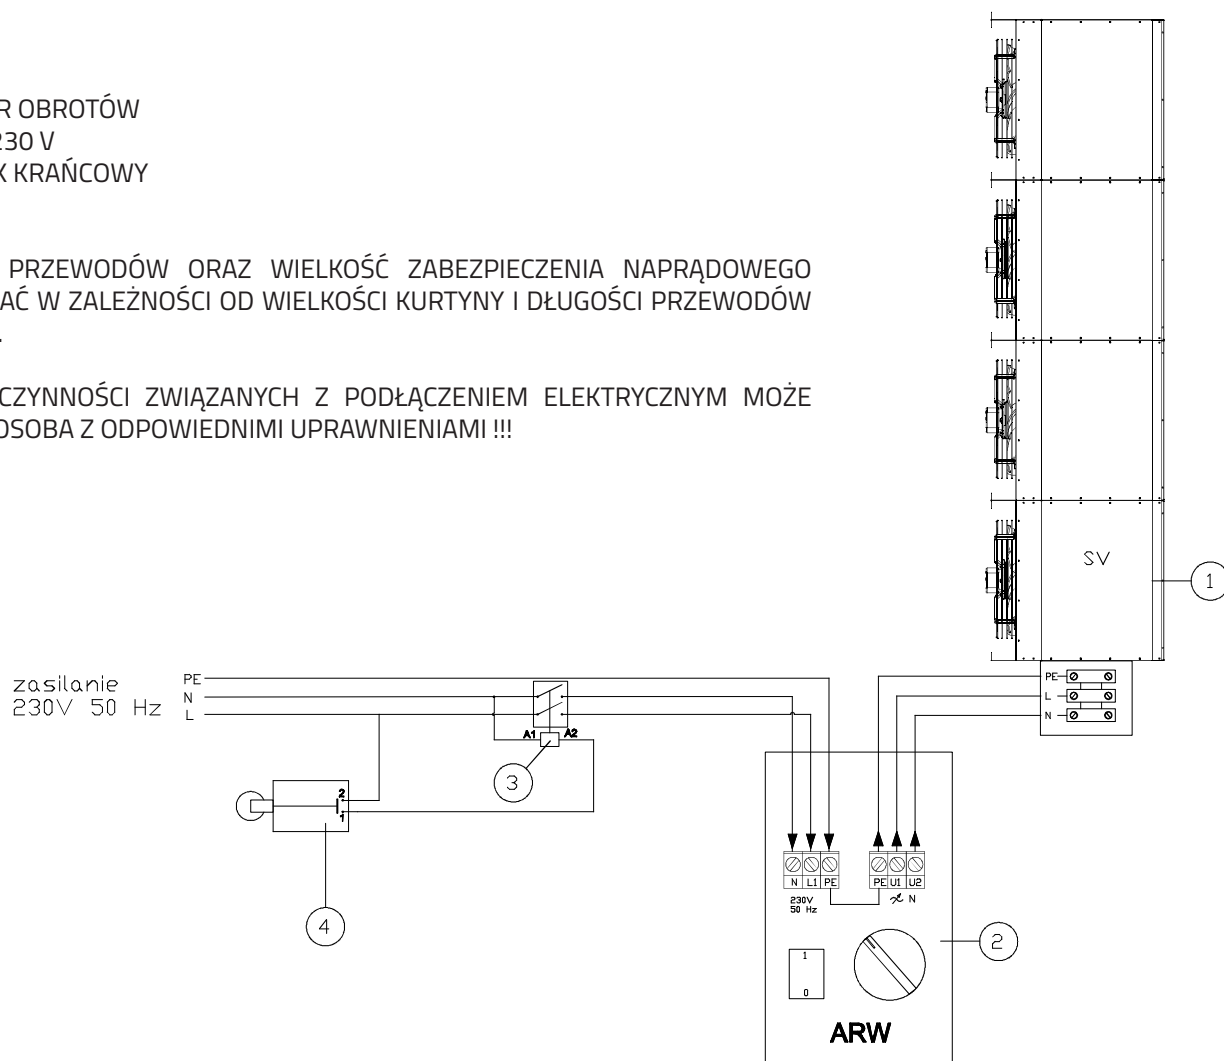 R OBROTÓW
230 V
K KRAŃCOWY
PRZEWODÓW ORAZ WIELKOŚĆ ZABEZPIECZENIA NAPRĄDOWEGO
AĆ W ZALEŻNOŚCI OD WIELKOŚCI KURTYNY I DŁUGOŚCI PRZEWODÓW
.
CZYNNOŚCI ZWIĄZANYCH Z PODŁĄCZENIEM ELEKTRYCZNYM MOŻE
OSOBA Z ODPOWIEDNIMI UPRAWNIENIAMI !!!
SV
1
zasilanie
230V 50 Hz
PE
N
L
A1 A2
3
2
1
4
PE
L
N
N L1 PE
PE U1 U2
230V
50 Hz
N
1
0
2
ARW